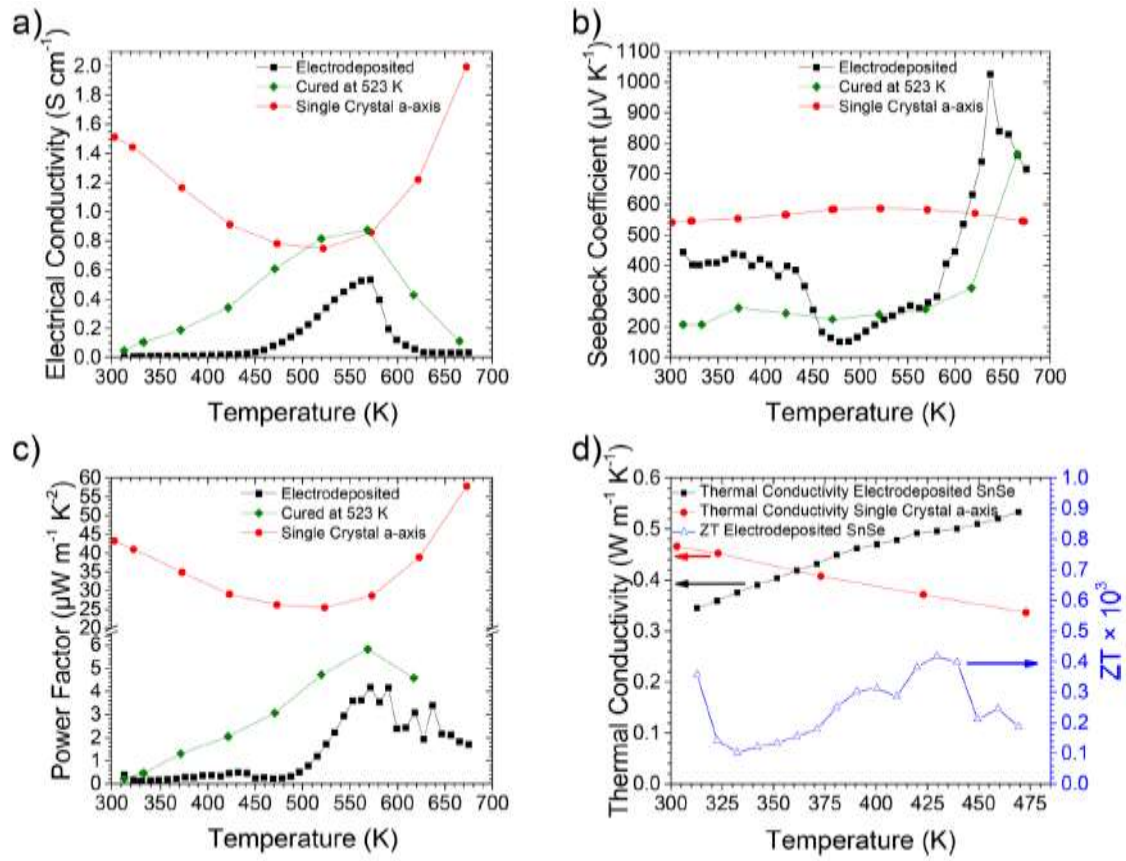 a)
Electrical Conductivity (S cm⁻¹)
2.0
1.8
1.6
1.4
1.2
1.0
0.8
0.6
0.4
0.2
0.0
Electrodeposited
Cured at 523 K
Single Crystal a-axis
300 350 400 450 500 550 600 650 700
Temperature (K)
b)
Seebeck Coefficient (µV K⁻¹)
1100
1000
900
800
700
600
500
400
300
200
100
Electrodeposited
Cured at 523 K
Single Crystal a-axis
300 350 400 450 500 550 600 650 700
Temperature (K)
c)
Power Factor (µW m⁻¹ K⁻²)
60
55
50
45
40
35
30
25
20
6
5
4
3
2
1
0
Electrodeposited
Cured at 523 K
Single Crystal a-axis
300 350 400 450 500 550 600 650 700
Temperature (K)
d)
Thermal Conductivity (W m⁻¹ K⁻¹)
0.6
0.5
0.4
0.3
0.2
0.1
0.0
Thermal Conductivity Electrodeposited SnSe
Thermal Conductivity Single Crystal a-axis
ZT Electrodeposited SnSe
1.0
0.9
0.8
0.7
0.6
0.5
0.4
0.3
0.2
0.1
0.0
ZT × 10³
300 325 350 375 400 425 450 475
Temperature (K)